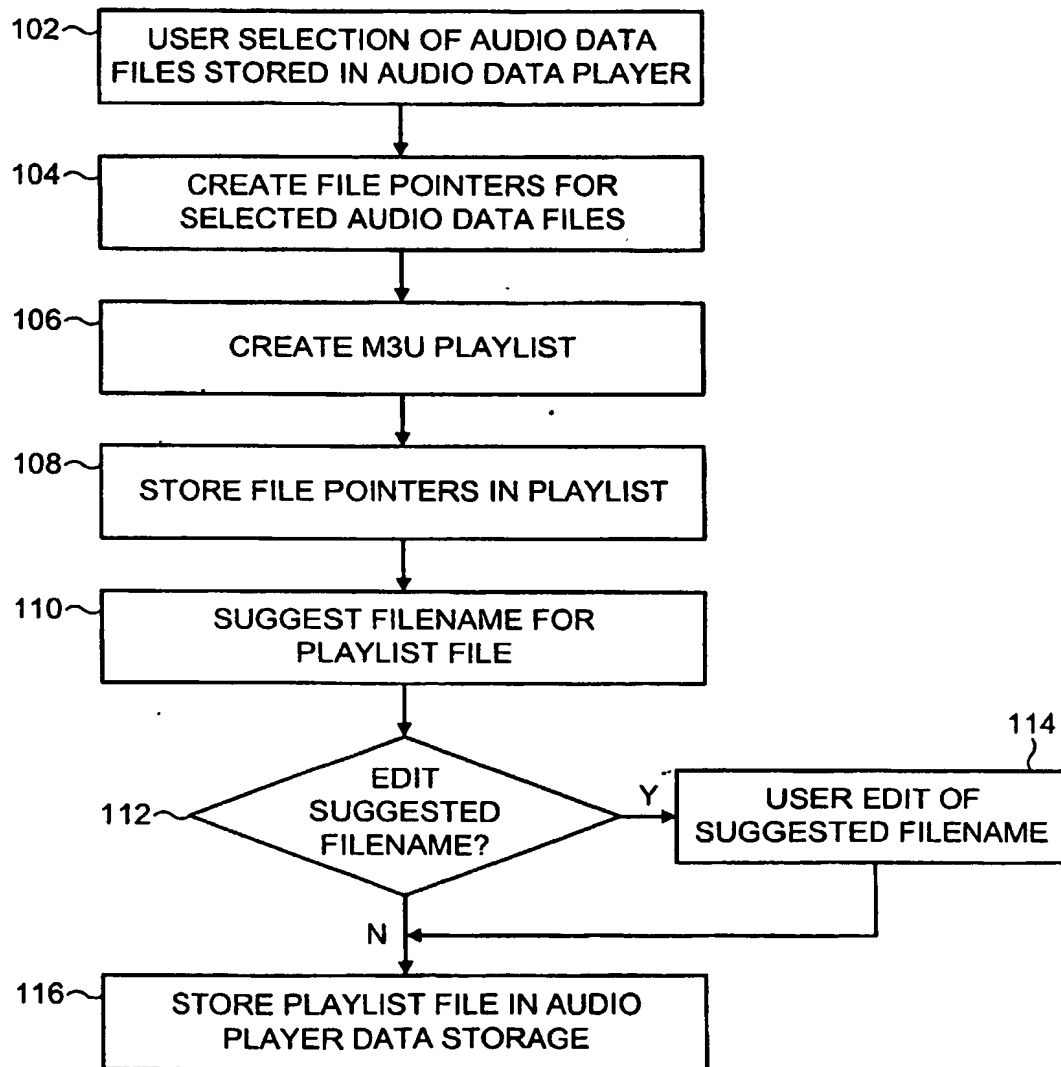 102
USER SELECTION OF AUDIO DATA
FILES STORED IN AUDIO DATA PLAYER
104
CREATE FILE POINTERS FOR
SELECTED AUDIO DATA FILES
106
CREATE M3U PLAYLIST
108
STORE FILE POINTERS IN PLAYLIST
110
SUGGEST FILENAME FOR
PLAYLIST FILE
112
EDIT
SUGGESTED
FILENAME?
Y
114
USER EDIT OF
SUGGESTED FILENAME
N
116
STORE PLAYLIST FILE IN AUDIO
PLAYER DATA STORAGE